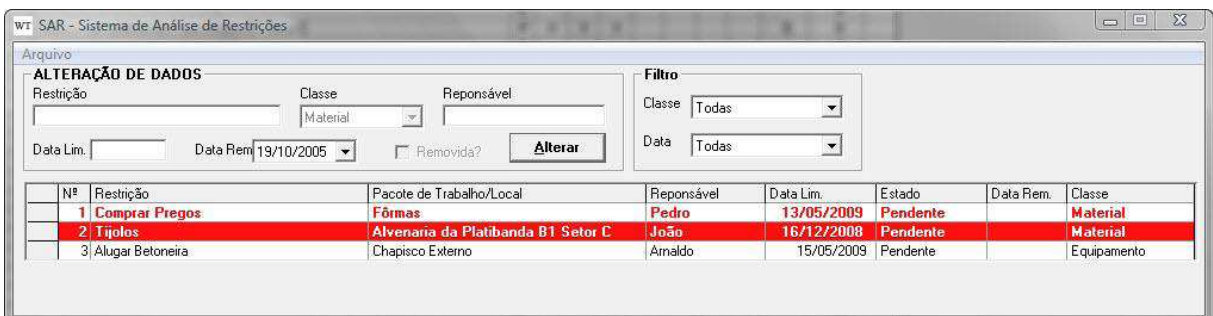 WT SAR - Sistema de Análise de Restrições
Arquivo
ALTERAÇÃO DE DADOS
Restrição Classe Reponsável
Material
Data Lim. Data Rem 19/10/2005 Removida? Alterar
Filtro
Classe Todas
Data Todas
Nº Restrição Pacote de Trabalho/Local Reponsável Data Lim. Estado Data Rem. Classe
1 Comprar Pregos Fôrmas Pedro 13/05/2009 Pendente Material
2 Tijolos Alvenaria da Platibanda B1 Setor C João 16/12/2008 Pendente Material
3 Alugar Betoneira Chapisco Externo Arnaldo 15/05/2009 Pendente Equipamento